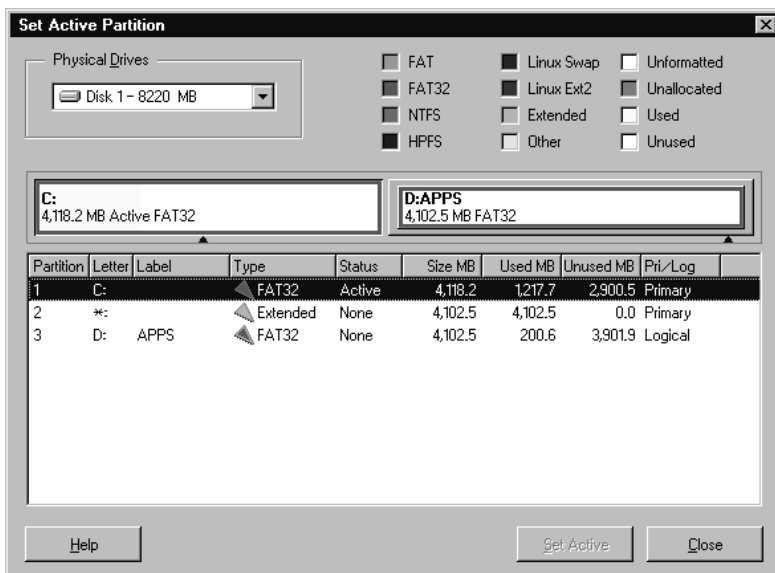 Set Active Partition
Physical Drives
Disk 1 - 8220 MB
FAT Linux Swap Unformatted
FAT32 Linux Ext2 Unallocated
NTFS Extended Used
HPFS Other Unused
C: D:APPS
4,118.2 MB Active FAT32 4,102.5 MB FAT32
Partition Letter Label Type Status Size MB Used MB Unused MB Pri/Log
1 C: FAT32 Active 4,118.2 1,217.7 2,900.5 Primary
2 *: Extended None 4,102.5 4,102.5 0.0 Primary
3 D: APPS FAT32 None 4,102.5 200.6 3,901.9 Logical
Help Set Active Close